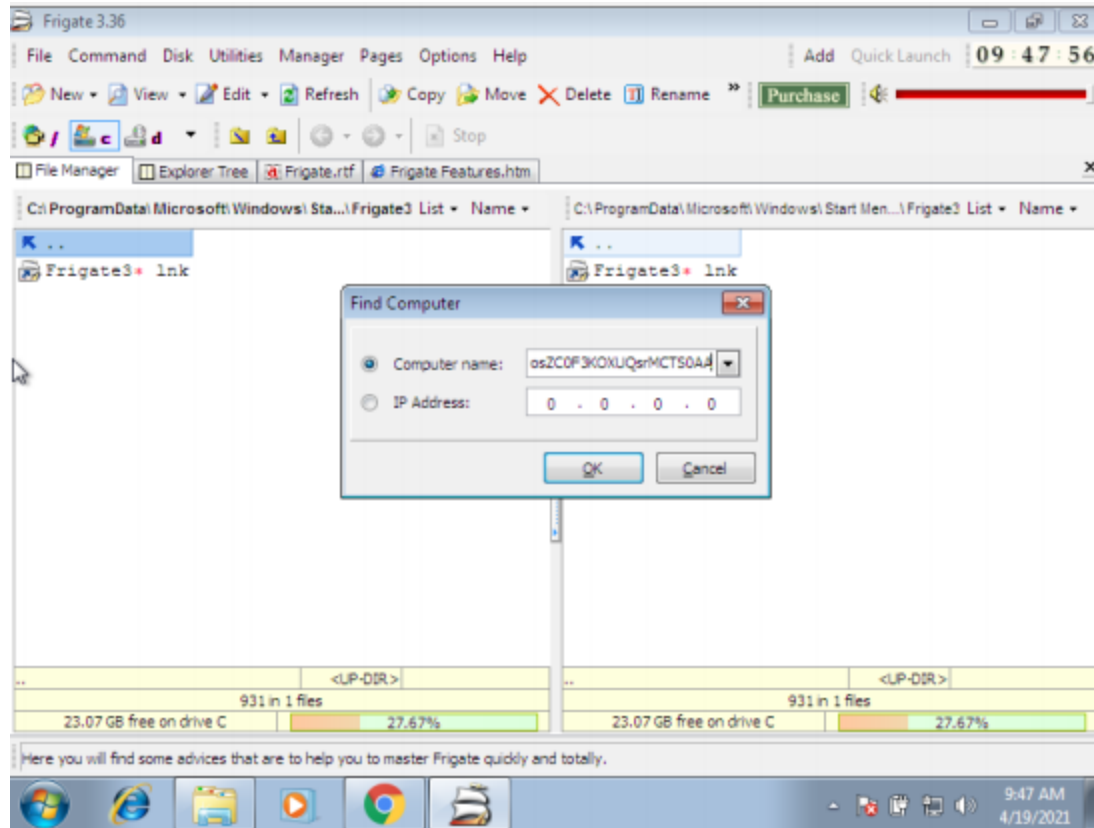 Frigate 3.36
File Command Disk Utilities Manager Pages Options Help Add Quick Launch 09:47:56
New View Edit Refresh Copy Move Delete Rename » Purchase
/ c d Stop
File Manager Explorer Tree Frigate.rtf Frigate Features.htm
C:\ProgramData\Microsoft\Windows\Sta...\Frigate3 List Name C:\ProgramData\Microsoft\Windows\Start Men...\Frigate3 List Name
.. ..
Frigate3* lnk Frigate3* lnk
Find Computer
Computer name:
IP Address: 0 . 0 . 0 . 0
OK Cancel
.. <UP-DIR> .. <UP-DIR>
931 in 1 files 931 in 1 files
23.07 GB free on drive C 27.67% 23.07 GB free on drive C 27.67%
Here you will find some advices that are to help you to master Frigate quickly and totally.
9:47 AM
4/19/2021